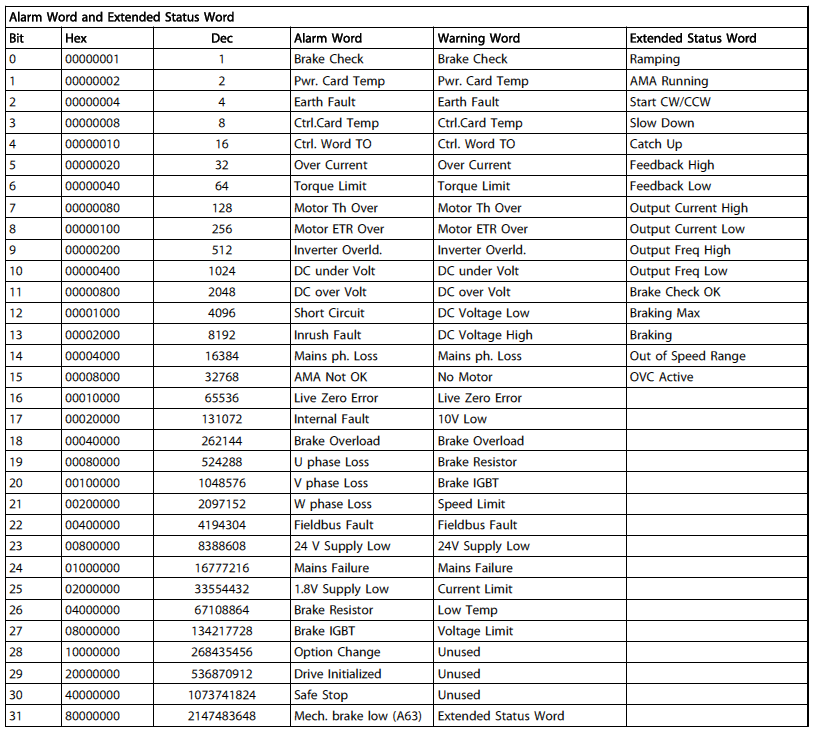 Alarm Word and Extended Status Word
Bit Hex Dec Alarm Word Warning Word Extended Status Word
0 00000001 1 Brake Check Brake Check Ramping
1 00000002 2 Pwr. Card Temp Pwr. Card Temp AMA Running
2 00000004 4 Earth Fault Earth Fault Start CW/CCW
3 00000008 8 Ctrl.Card Temp Ctrl.Card Temp Slow Down
4 00000010 16 Ctrl. Word TO Ctrl. Word TO Catch Up
5 00000020 32 Over Current Over Current Feedback High
6 00000040 64 Torque Limit Torque Limit Feedback Low
7 00000080 128 Motor Th Over Motor Th Over Output Current High
8 00000100 256 Motor ETR Over Motor ETR Over Output Current Low
9 00000200 512 Inverter Overld. Inverter Overld. Output Freq High
10 00000400 1024 DC under Volt DC under Volt Output Freq Low
11 00000800 2048 DC over Volt DC over Volt Brake Check OK
12 00001000 4096 Short Circuit DC Voltage Low Braking Max
13 00002000 8192 Inrush Fault DC Voltage High Braking
14 00004000 16384 Mains ph. Loss Mains ph. Loss Out of Speed Range
15 00008000 32768 AMA Not OK No Motor OVC Active
16 00010000 65536 Live Zero Error Live Zero Error
17 00020000 131072 Internal Fault 10V Low
18 00040000 262144 Brake Overload Brake Overload
19 00080000 524288 U phase Loss Brake Resistor
20 00100000 1048576 V phase Loss Brake IGBT
21 00200000 2097152 W phase Loss Speed Limit
22 00400000 4194304 Fieldbus Fault Fieldbus Fault
23 00800000 8388608 24 V Supply Low 24V Supply Low
24 01000000 16777216 Mains Failure Mains Failure
25 02000000 33554432 1.8V Supply Low Current Limit
26 04000000 67108864 Brake Resistor Low Temp
27 08000000 134217728 Brake IGBT Voltage Limit
28 10000000 268435456 Option Change Unused
29 20000000 536870912 Drive Initialized Unused
30 40000000 1073741824 Safe Stop Unused
31 80000000 2147483648 Mech. brake low (A63) Extended Status Word